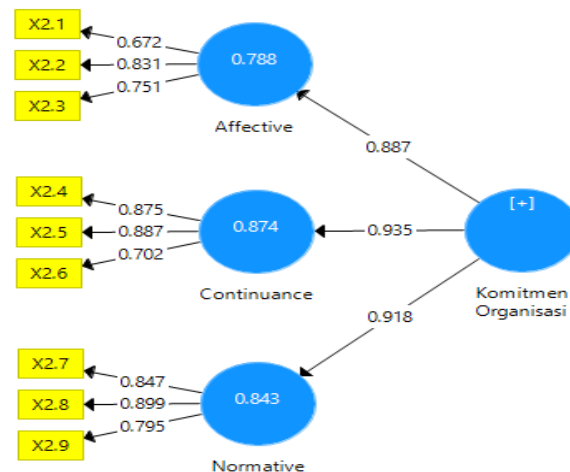 X2.1
0.672
X2.2
0.831
0.788
X2.3
0.751
Affective
0.887
X2.4
0.875
[+]
X2.5
0.887
0.874
0.935
X2.6
0.702
Continuance
Komitmen
Organisasi
0.918
X2.7
0.847
X2.8
0.899
0.843
X2.9
0.795
Normative